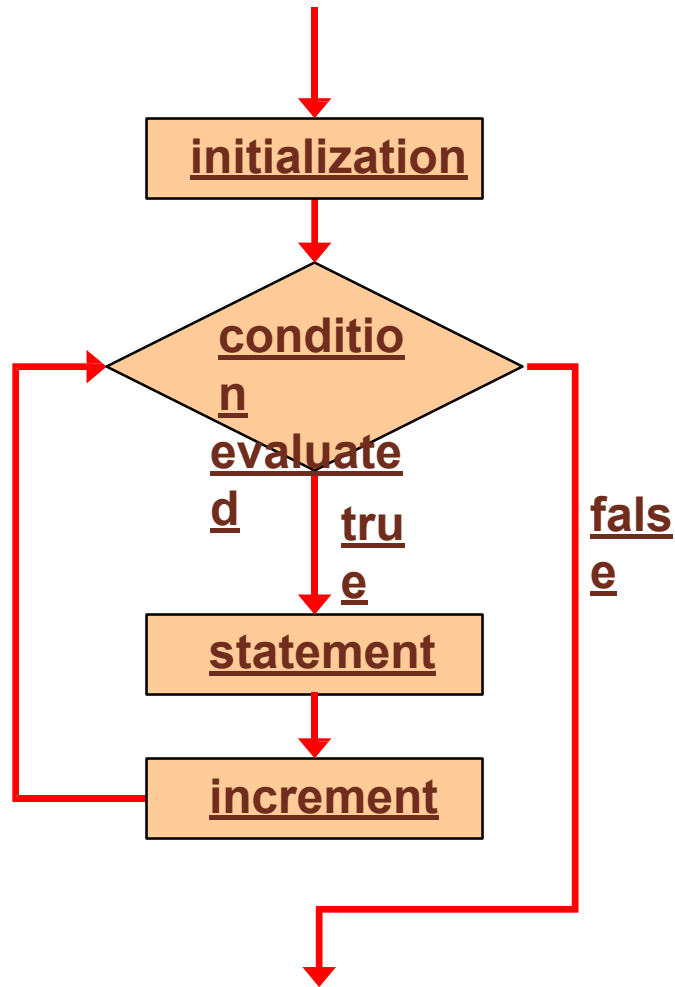 initialization
conditio
n
evaluate
d
tru
e
fals
e
statement
increment